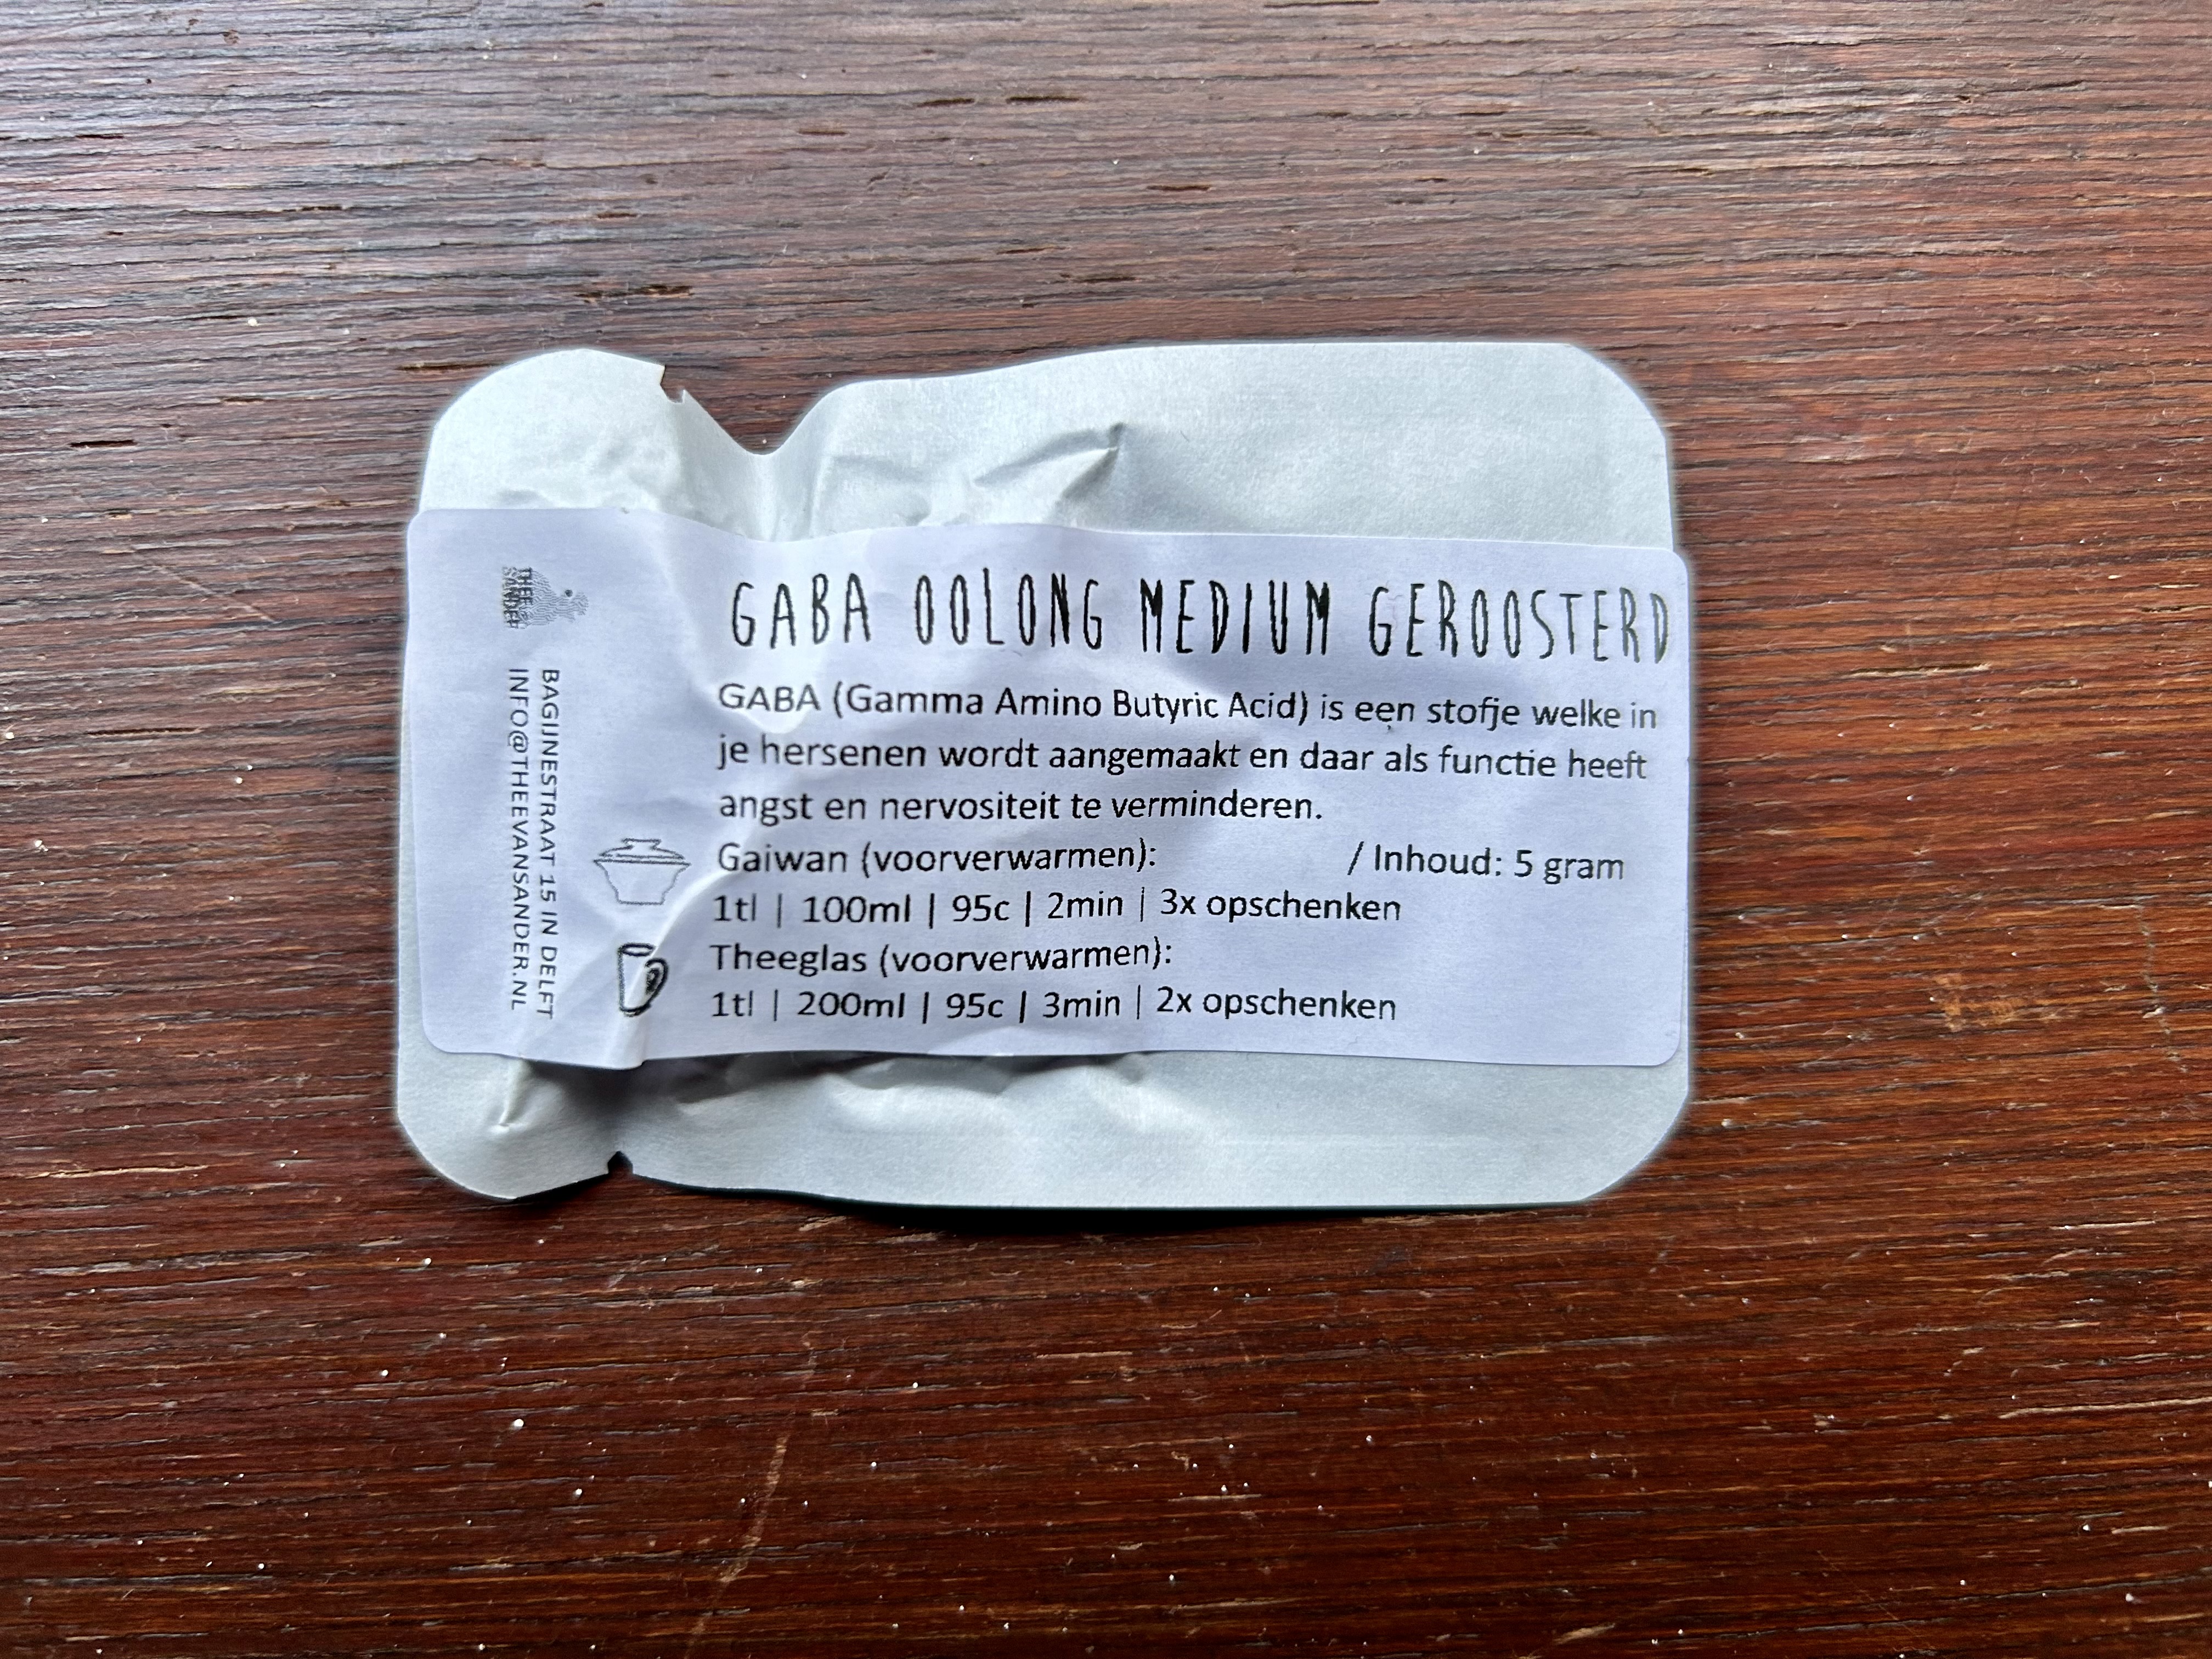 THEE
SANDER
BAGIJNESTRAAT 15 IN DELFT
INFO@THEEVANSANDER.NL
GABA OOLONG MEDIUM GEROOSTERD
GABA (Gamma Amino Butyric Acid) is een stofje welke in
je hersenen wordt aangemaakt en daar als functie heeft
angst en nervositeit te verminderen.
Gaiwan (voorverwarmen): / Inhoud: 5 gram
1tl | 100ml | 95c | 2min | 3x opschenken
Theeglas (voorverwarmen):
1tl | 200ml | 95c | 3min | 2x opschenken